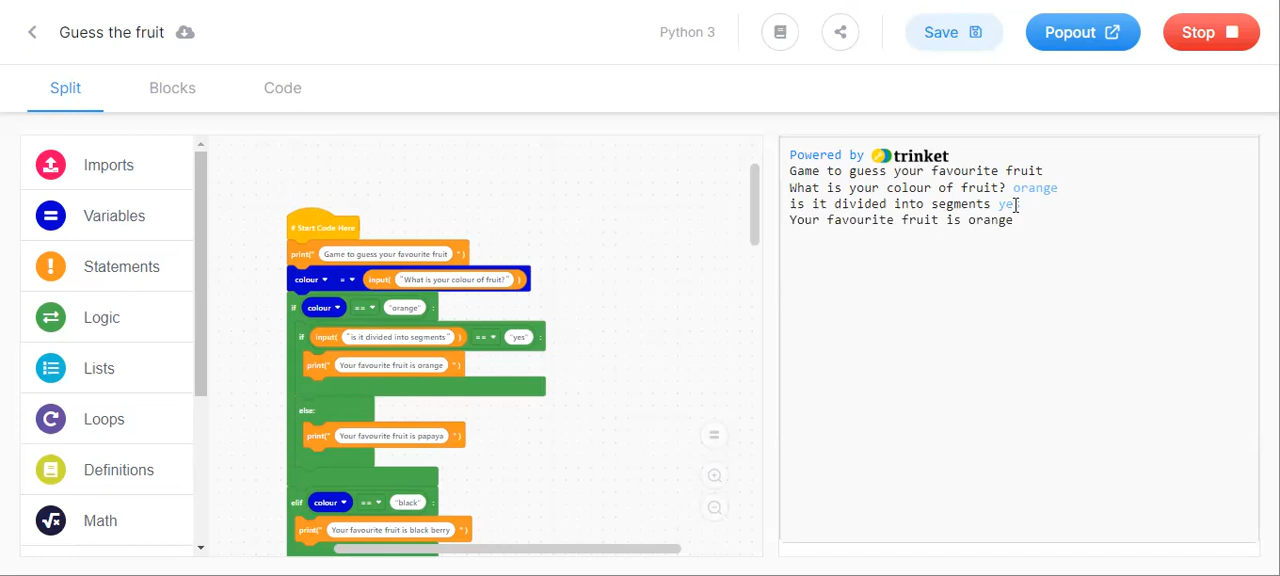 Guess the fruit
Python 3
Save
Popout
Stop
Split
Blocks
Code
Imports
Variables
Statements
Logic
Lists
Loops
Definitions
Math
# Start Code Here
print(" Game to guess your favourite fruit ")
colour = input( "What is your colour of fruit?" )
if colour == "orange" :
if input( "is it divided into segments" ) == "yes" :
print(" Your favourite fruit is orange ")
else:
print(" Your favourite fruit is papaya ")
elif colour == "black" :
print(" Your favourite fruit is black berry ")
Powered by trinket
Game to guess your favourite fruit
What is your colour of fruit? orange
is it divided into segments yes
Your favourite fruit is orange